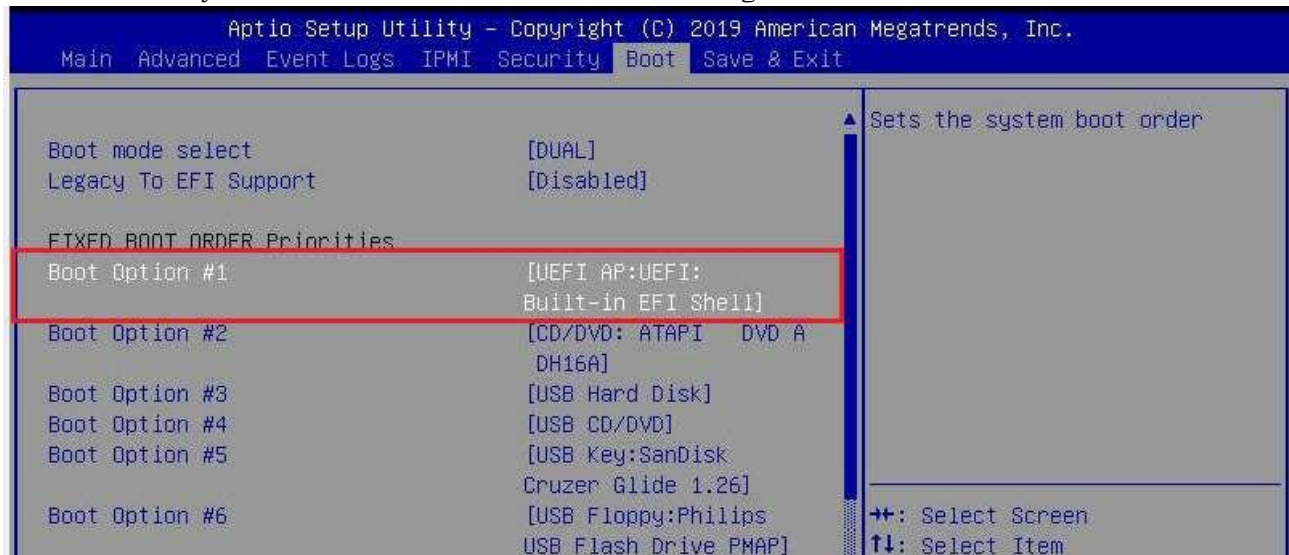 Aptio Setup Utility – Copyright (C) 2019 American Megatrends, Inc.
Main Advanced Event Logs IPMI Security Boot Save & Exit
Sets the system boot order
Boot mode select [DUAL]
Legacy To EFI Support [Disabled]
FIXED BOOT ORDER Priorities
Boot Option #1 [UEFI AP:UEFI:
Built-in EFI Shell]
Boot Option #2 [CD/DVD: ATAPI DVD A
DH16A]
Boot Option #3 [USB Hard Disk]
Boot Option #4 [USB CD/DVD]
Boot Option #5 [USB Key:SanDisk
Cruzer Glide 1.26]
Boot Option #6 [USB Floppy:Philips
USB Flash Drive PMAP]
→←: Select Screen
↑↓: Select Item